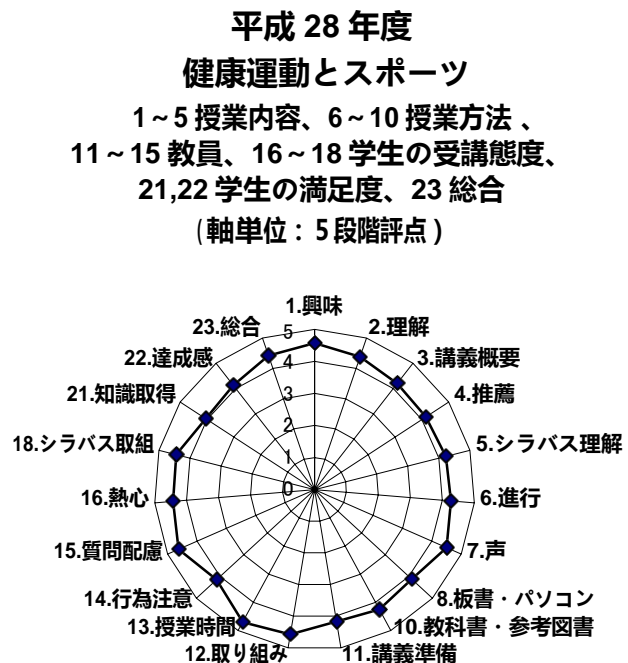 平成 28 年度
健康運動とスポーツ
1～5 授業内容、6～10 授業方法 、
11～15 教員、16～18 学生の受講態度、
21,22 学生の満足度、23 総合
(軸単位：5 段階評点 )
1.興味
2.理解
3.講義概要
4.推薦
5.シラバス理解
6.進行
7.声
8.板書・パソコン
10.教科書・参考図書
11.講義準備
12.取り組み
13.授業時間
14.行為注意
15.質問配慮
16.熱心
18.シラバス取組
21.知識取得
22.達成感
23.総合
5
4
3
2
1
0